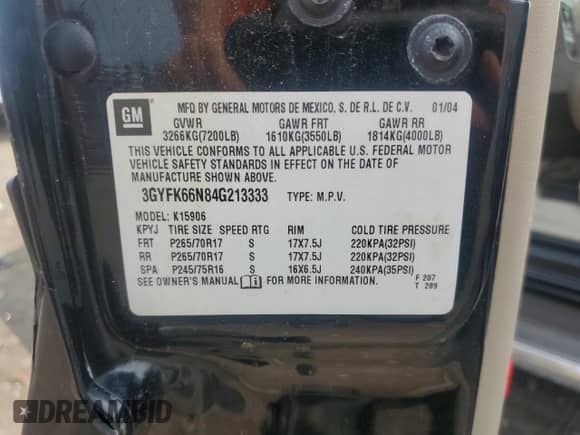 GM
MFD BY GENERAL MOTORS DE MEXICO. S. DE R.L. DE C.V. 01/04
GVWR GAWR FRT GAWR RR
3266KG(7200LB) 1610KG(3550LB) 1814KG(4000LB)
THIS VEHICLE CONFORMS TO ALL APPLICABLE U.S. FEDERAL MOTOR
VEHICLE SAFETY STANDARDS IN EFFECT ON THE DATE OF
MANUFACTURE SHOWN ABOVE.
3GYFK66N84G213333 TYPE: M.P.V.
MODEL: K15906
KPYJ TIRE SIZE SPEED RTG RIM COLD TIRE PRESSURE
FRT P265/70R17 S 17X7.5J 220KPA(32PSI)
RR P265/70R17 S 17X7.5J 220KPA(32PSI)
SPA P245/75R16 S 16X6.5J 240KPA(35PSI)
SEE OWNER'S MANUAL FOR MORE INFORMATION.
F 207
T 209
DREAMBID